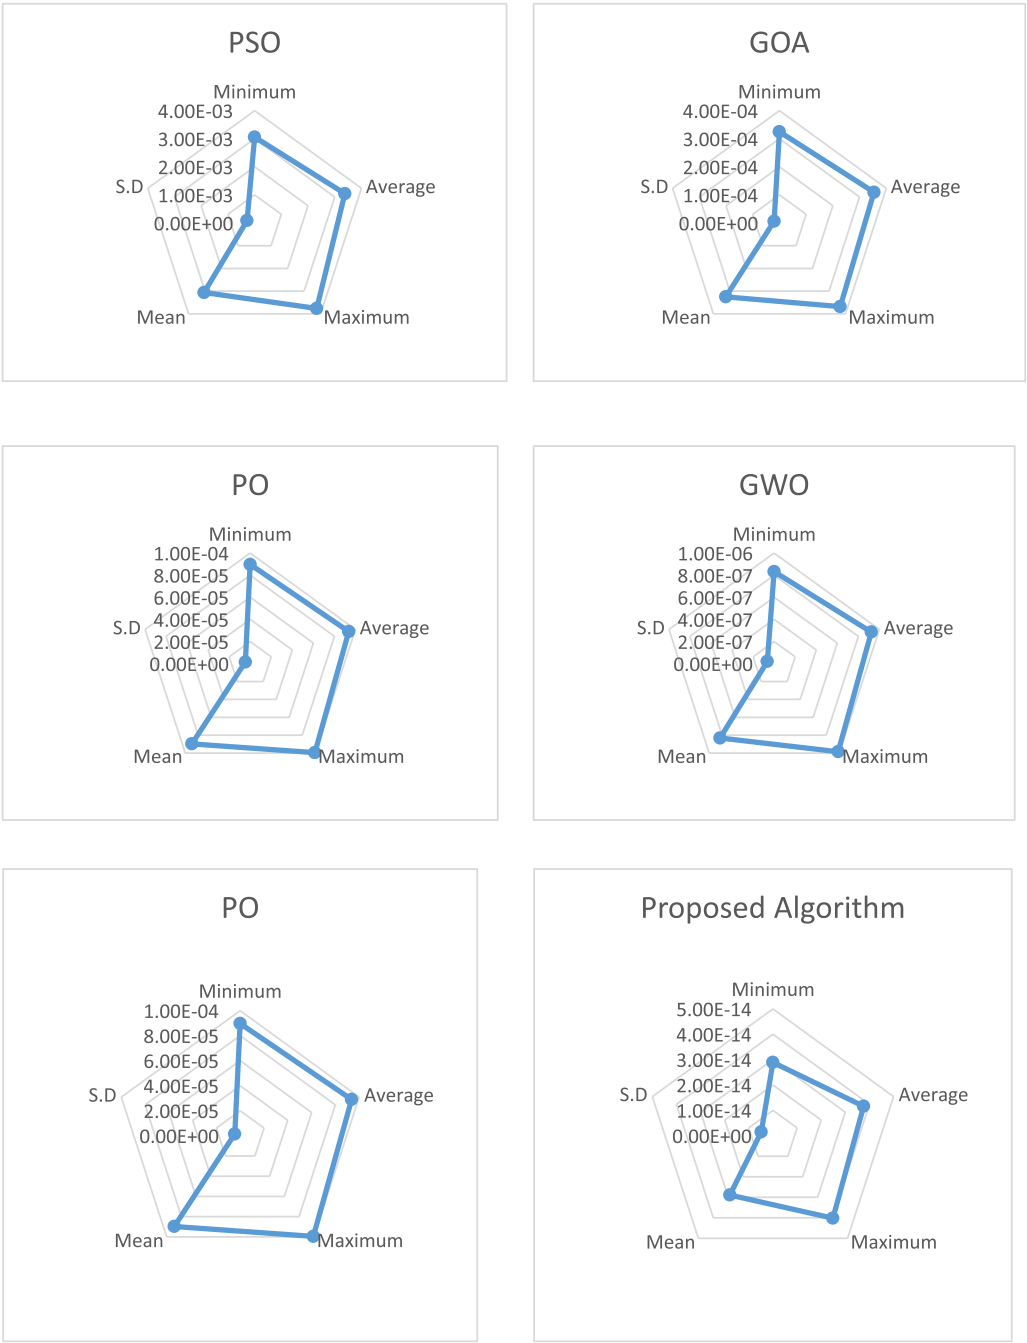 PSO
Minimum
4.00E-03
3.00E-03
2.00E-03
1.00E-03
0.00E+00
S.D
Average
Mean
Maximum
GOA
Minimum
4.00E-04
3.00E-04
2.00E-04
1.00E-04
0.00E+00
S.D
Average
Mean
Maximum
PO
Minimum
1.00E-04
8.00E-05
6.00E-05
4.00E-05
2.00E-05
0.00E+00
S.D
Average
Mean
Maximum
GWO
Minimum
1.00E-06
8.00E-07
6.00E-07
4.00E-07
2.00E-07
0.00E+00
S.D
Average
Mean
Maximum
PO
Minimum
1.00E-04
8.00E-05
6.00E-05
4.00E-05
2.00E-05
0.00E+00
S.D
Average
Mean
Maximum
Proposed Algorithm
Minimum
5.00E-14
4.00E-14
3.00E-14
2.00E-14
1.00E-14
0.00E+00
S.D
Average
Mean
Maximum